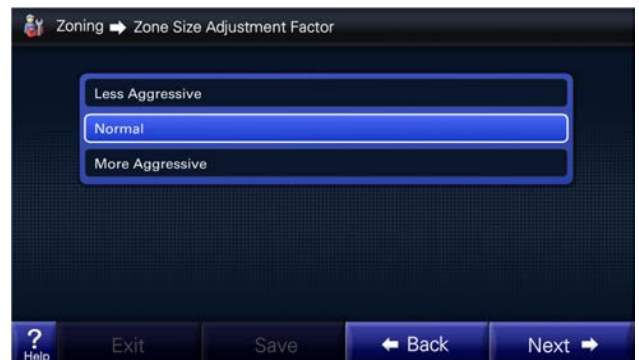 Zoning ➡ Zone Size Adjustment Factor
Less Aggressive
Normal
More Aggressive
? Help
Exit
Save
⬅ Back
Next ➡